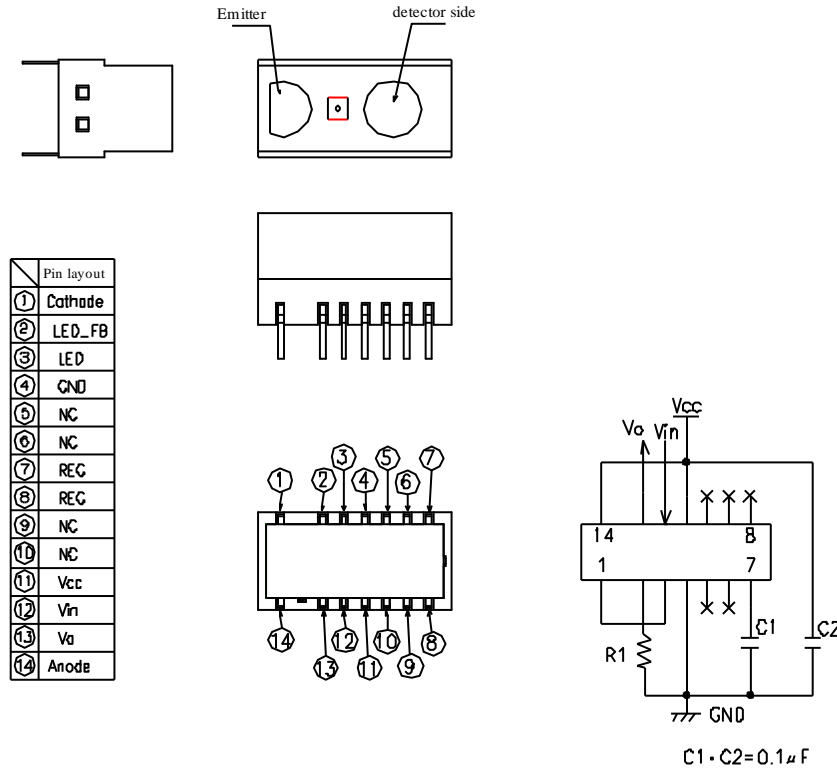 Emitter
detector side
Pin layout
1 Cathode
2 LED_FB
3 LED
4 GND
5 NC
6 NC
7 REG
8 REG
9 NC
10 NC
11 Vcc
12 Vin
13 Vo
14 Anode
1 2 3 4 5 6 7
14 13 12 11 10 9 8
Vcc
Vo Vin
14 8
1 7
R1 C1 C2
GND
C1・C2=0.1μF